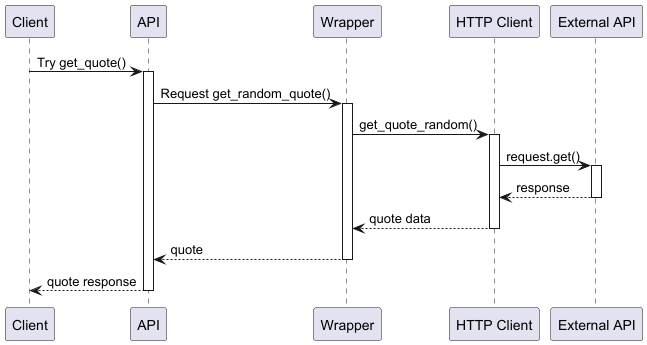 Client API Wrapper HTTP Client External API
Try get_quote()
Request get_random_quote()
get_quote_random()
request.get()
response
quote data
quote
quote response
Client API Wrapper HTTP Client External API